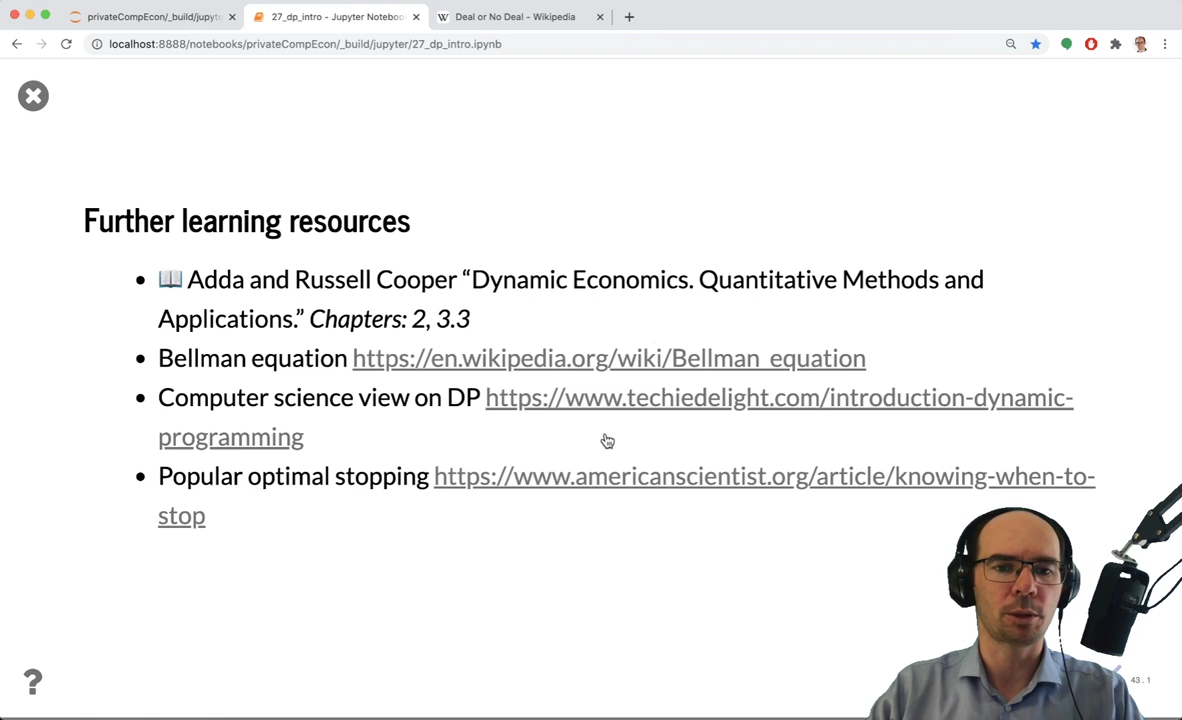 privateCompEcon/_build/jupyte
27_dp_intro - Jupyter Noteboo
Deal or No Deal - Wikipedia
localhost:8888/notebooks/privateCompEcon/_build/jupyter/27_dp_intro.ipynb
Further learning resources
• 📖 Adda and Russell Cooper “Dynamic Economics. Quantitative Methods and
Applications.” Chapters: 2, 3.3
• Bellman equation https://en.wikipedia.org/wiki/Bellman_equation
• Computer science view on DP https://www.techiedelight.com/introduction-dynamic-
programming
• Popular optimal stopping https://www.americanscientist.org/article/knowing-when-to-
stop
?
43.1